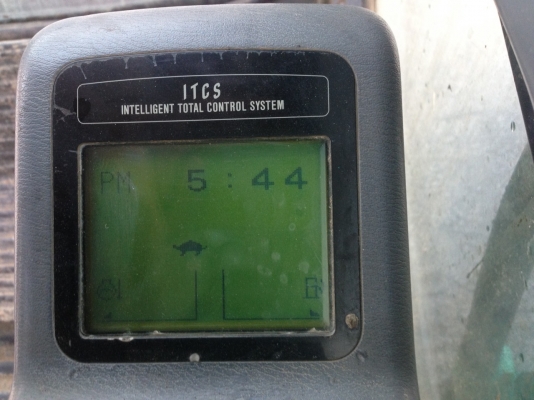 ITCS
INTELLIGENT TOTAL CONTROL SYSTEM
PM 5:44